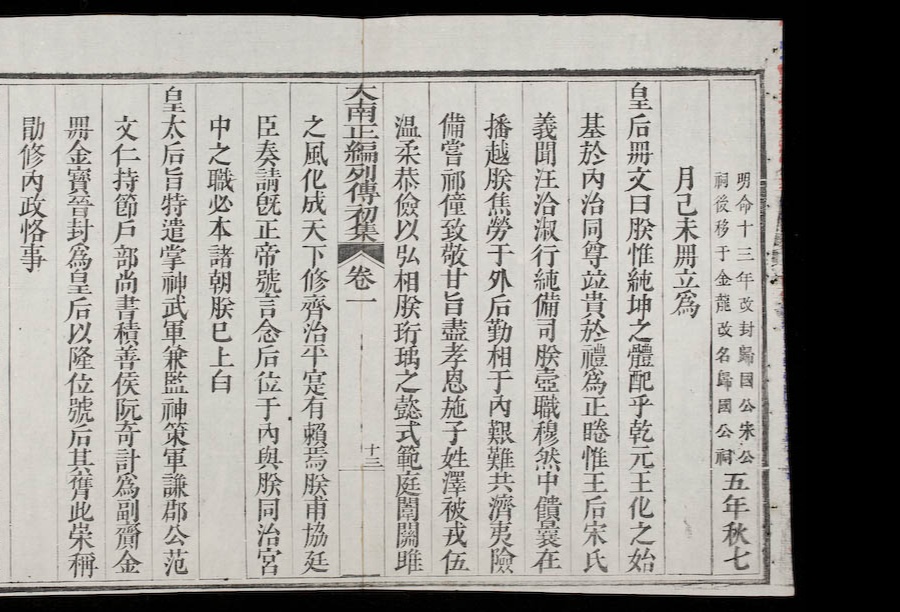 明命十三年改封歸國公宋公
祠後移于金龍改名歸國公祠
五年秋七
月己未冊立爲
皇后冊文曰朕惟純坤之體配乎乾元王化之始
基於內治同尊竝貴於禮爲正睠惟王后宋氏
義聞汪洽淑行純備司朕壼職穆然中饋曩在
播越朕焦勞于外后勤相于內艱難共濟夷險
備嘗祁僮致敬甘旨盡孝恩施子姓澤被戎伍
温柔恭儉以弘相朕珩瑀之懿式範庭闈關雎
大南正編列傳初集 卷一 十三
之風化成天下修齊治平寔有賴焉朕甫協廷
臣奏請旣正帝號言念后位于內與朕同治宮
中之職必本諸朝朕巳上白
皇太后旨特遣掌神武軍兼監神策軍謙郡公范
文仁持節戶部尚書積善侯阮奇計爲副齎金
冊金寶晉封爲皇后以隆位號后其膺此崇稱
勖修內政恪事